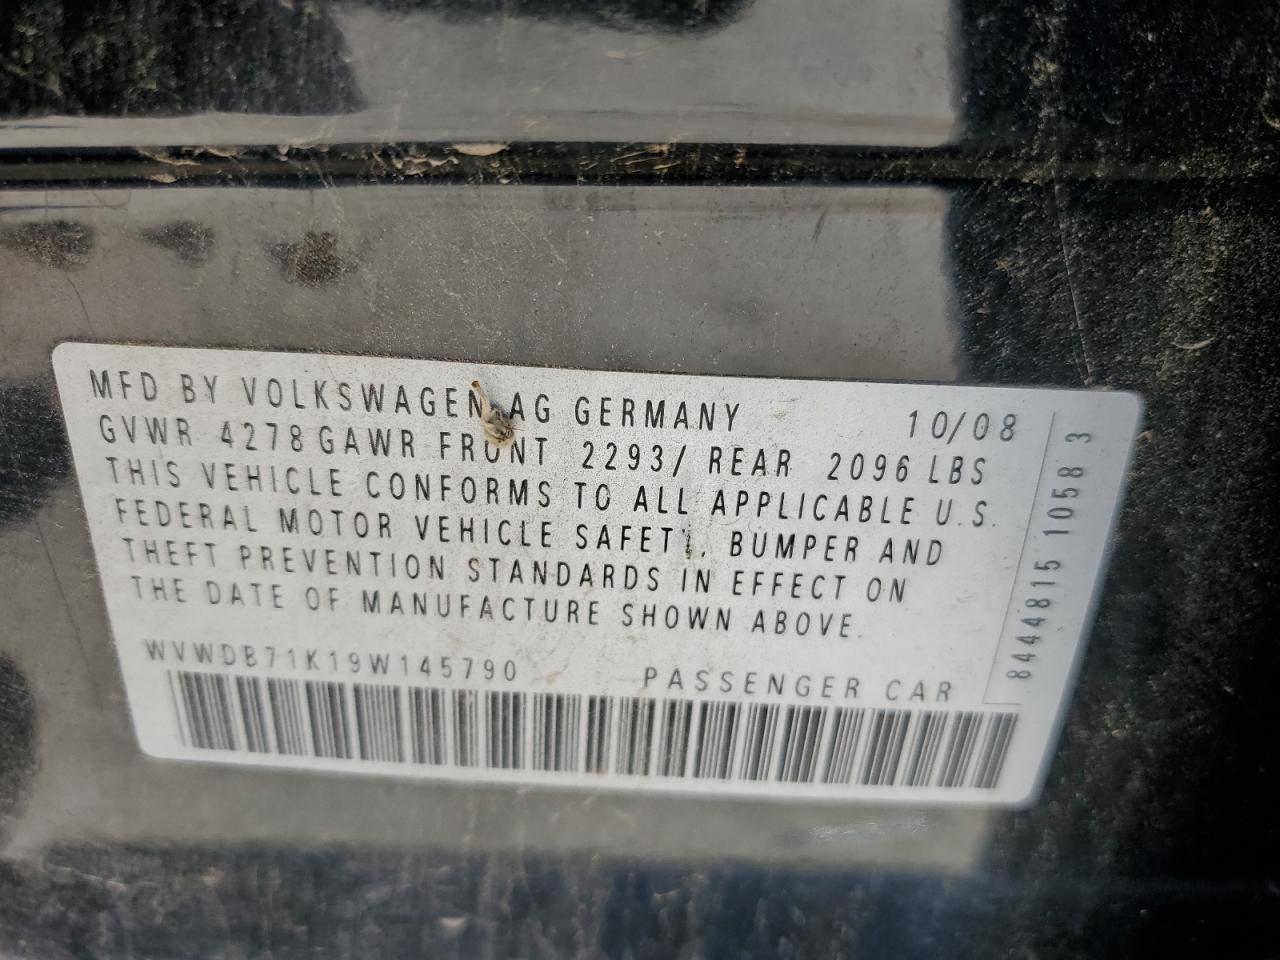 MFD BY VOLKSWAGEN AG GERMANY 10/08
GVWR 4278 GAWR FRONT 2293/ REAR 2096 LBS
THIS VEHICLE CONFORMS TO ALL APPLICABLE U.S.
FEDERAL MOTOR VEHICLE SAFETY, BUMPER AND
THEFT PREVENTION STANDARDS IN EFFECT ON
THE DATE OF MANUFACTURE SHOWN ABOVE.
WVWDB71K19W145790 PASSENGER CAR
84444815 1058 3